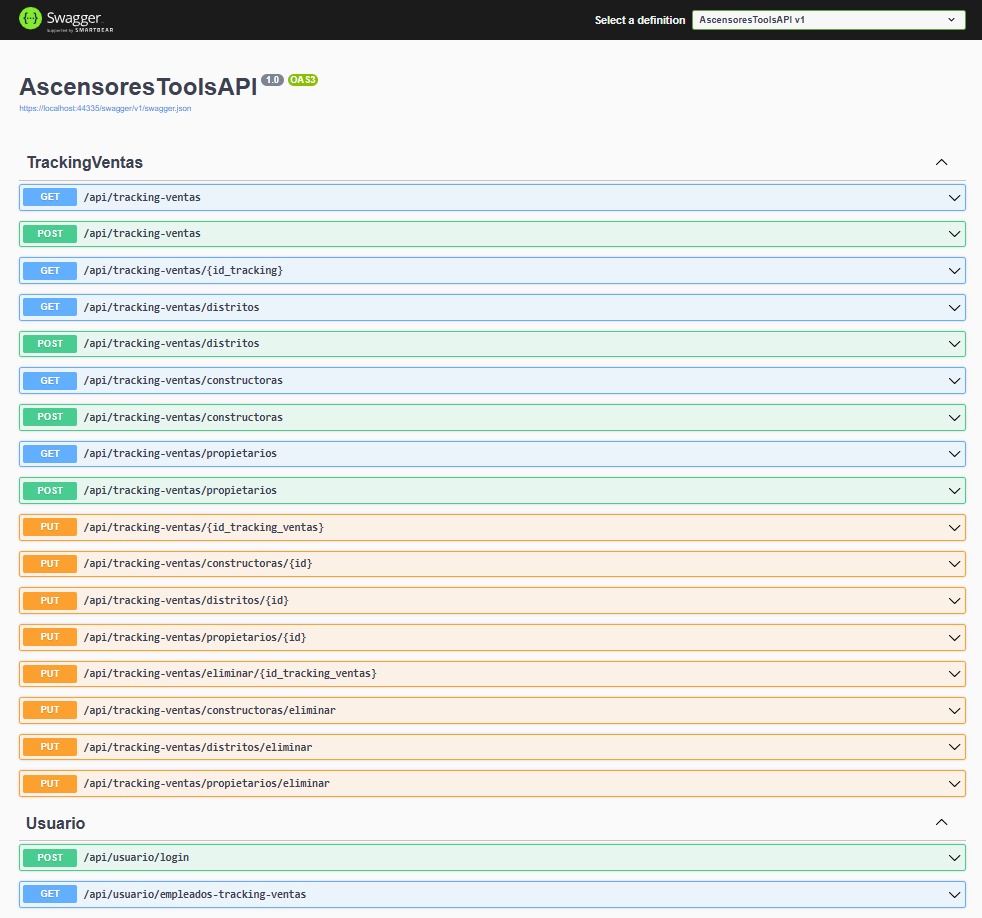 Swagger
Supported by SMARTBEAR
Select a definition
AscensoresToolsAPI v1
AscensoresToolsAPI 1.0 OAS3
https://localhost:44335/swagger/v1/swagger.json
TrackingVentas
GET /api/tracking-ventas
POST /api/tracking-ventas
GET /api/tracking-ventas/{id_tracking}
GET /api/tracking-ventas/distritos
POST /api/tracking-ventas/distritos
GET /api/tracking-ventas/constructoras
POST /api/tracking-ventas/constructoras
GET /api/tracking-ventas/propietarios
POST /api/tracking-ventas/propietarios
PUT /api/tracking-ventas/{id_tracking_ventas}
PUT /api/tracking-ventas/constructoras/{id}
PUT /api/tracking-ventas/distritos/{id}
PUT /api/tracking-ventas/propietarios/{id}
PUT /api/tracking-ventas/eliminar/{id_tracking_ventas}
PUT /api/tracking-ventas/constructoras/eliminar
PUT /api/tracking-ventas/distritos/eliminar
PUT /api/tracking-ventas/propietarios/eliminar
Usuario
POST /api/usuario/login
GET /api/usuario/empleados-tracking-ventas